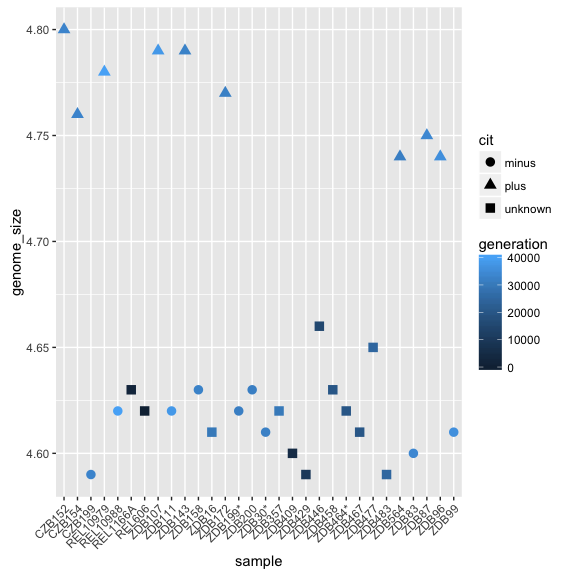 4.80
4.75
4.70
4.65
4.60
genome_size
CZB152
CZB154
CZB199
REL10979
REL10988
REL1166A
REL606
ZDB107
ZDB111
ZDB143
ZDB158
ZDB16
ZDB172
ZDB199*
ZDB200
ZDB30*
ZDB357
ZDB409
ZDB429
ZDB446
ZDB458
ZDB464*
ZDB467
ZDB477
ZDB483
ZDB564
ZDB83
ZDB87
ZDB96
ZDB99
sample
cit
minus
plus
unknown
generation
40000
30000
20000
10000
0